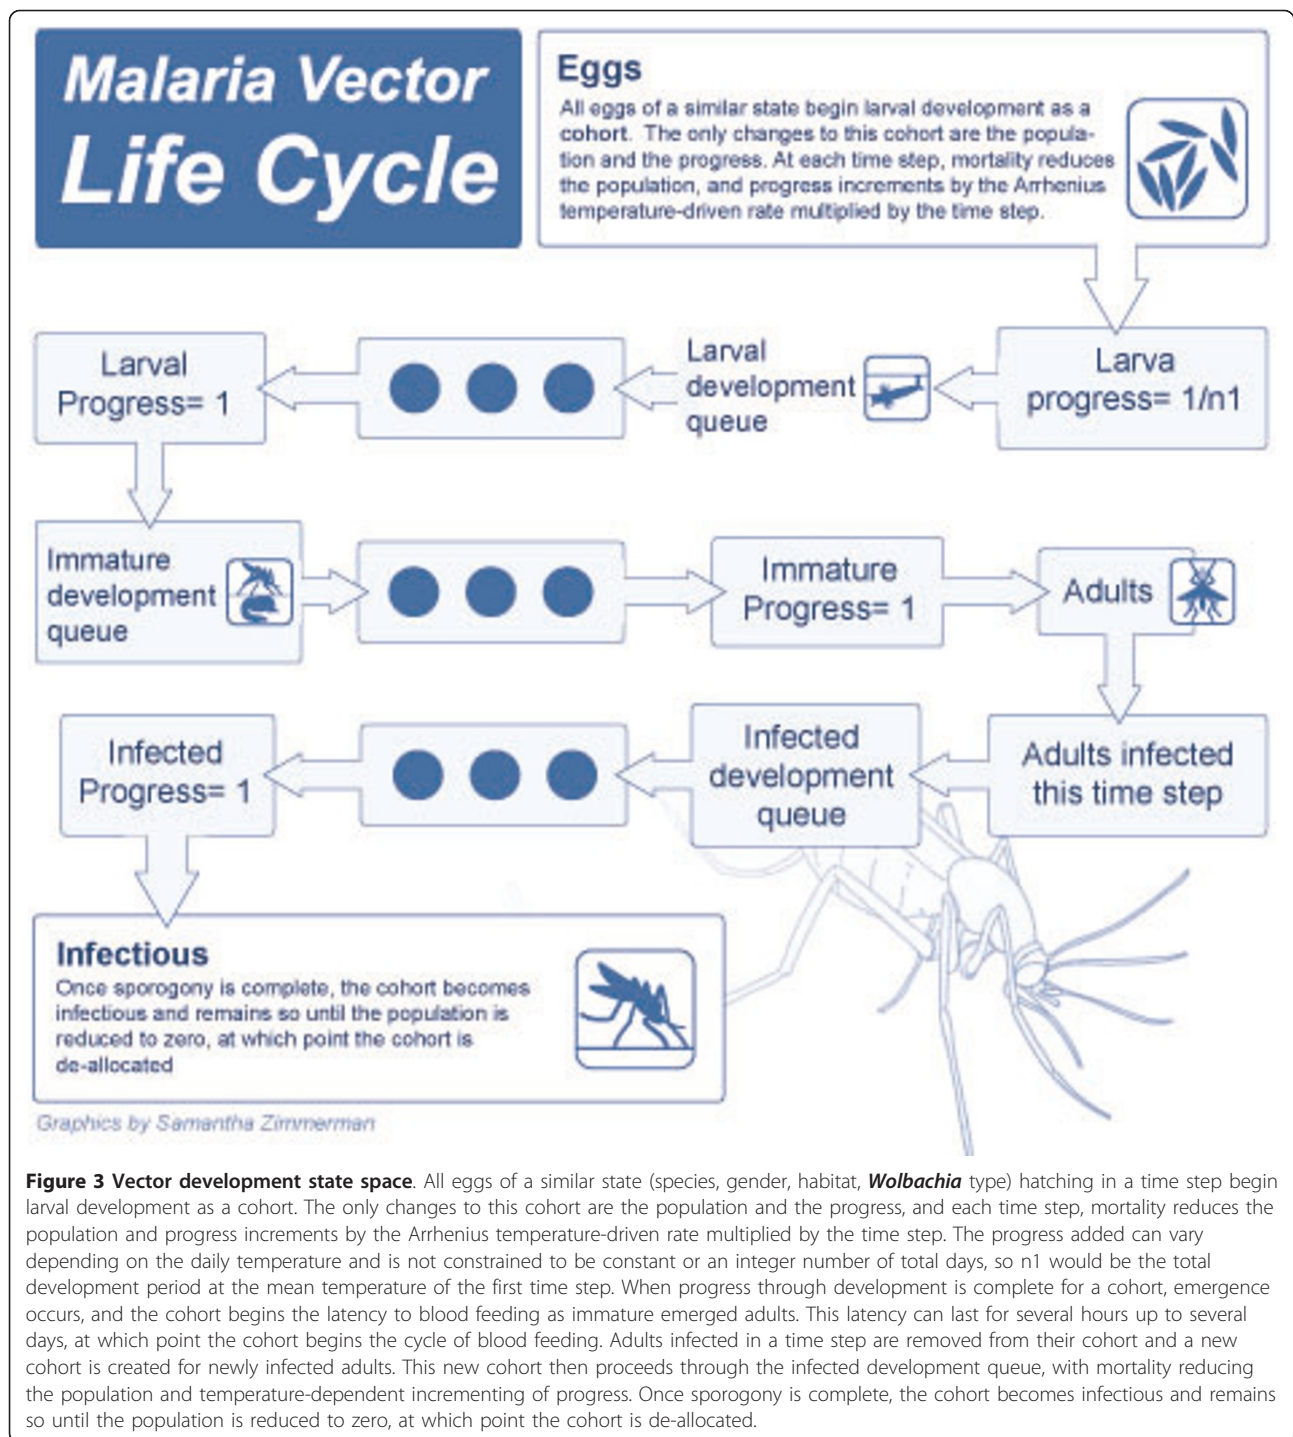 Malaria Vector
Life Cycle
Eggs
All eggs of a similar state begin larval development as a
cohort. The only changes to this cohort are the popula-
tion and the progress. At each time step, mortality reduces
the population, and progress increments by the Arrhenius
temperature-driven rate multiplied by the time step.
Larval
Progress= 1
Larval
development
queue
Larva
progress= 1/n1
Immature
development
queue
Immature
Progress= 1
Adults
Infected
Progress= 1
Infected
development
queue
Adults infected
this time step
Infectious
Once sporogony is complete, the cohort becomes
infectious and remains so until the population is
reduced to zero, at which point the cohort is
de-allocated
Graphics by Samantha Zimmerman
Figure 3 Vector development state space. All eggs of a similar state (species, gender, habitat, Wolbachia type) hatching in a time step begin
larval development as a cohort. The only changes to this cohort are the population and the progress, and each time step, mortality reduces the
population and progress increments by the Arrhenius temperature-driven rate multiplied by the time step. The progress added can vary
depending on the daily temperature and is not constrained to be constant or an integer number of total days, so n1 would be the total
development period at the mean temperature of the first time step. When progress through development is complete for a cohort, emergence
occurs, and the cohort begins the latency to blood feeding as immature emerged adults. This latency can last for several hours up to several
days, at which point the cohort begins the cycle of blood feeding. Adults infected in a time step are removed from their cohort and a new
cohort is created for newly infected adults. This new cohort then proceeds through the infected development queue, with mortality reducing
the population and temperature-dependent incrementing of progress. Once sporogony is complete, the cohort becomes infectious and remains
so until the population is reduced to zero, at which point the cohort is de-allocated.